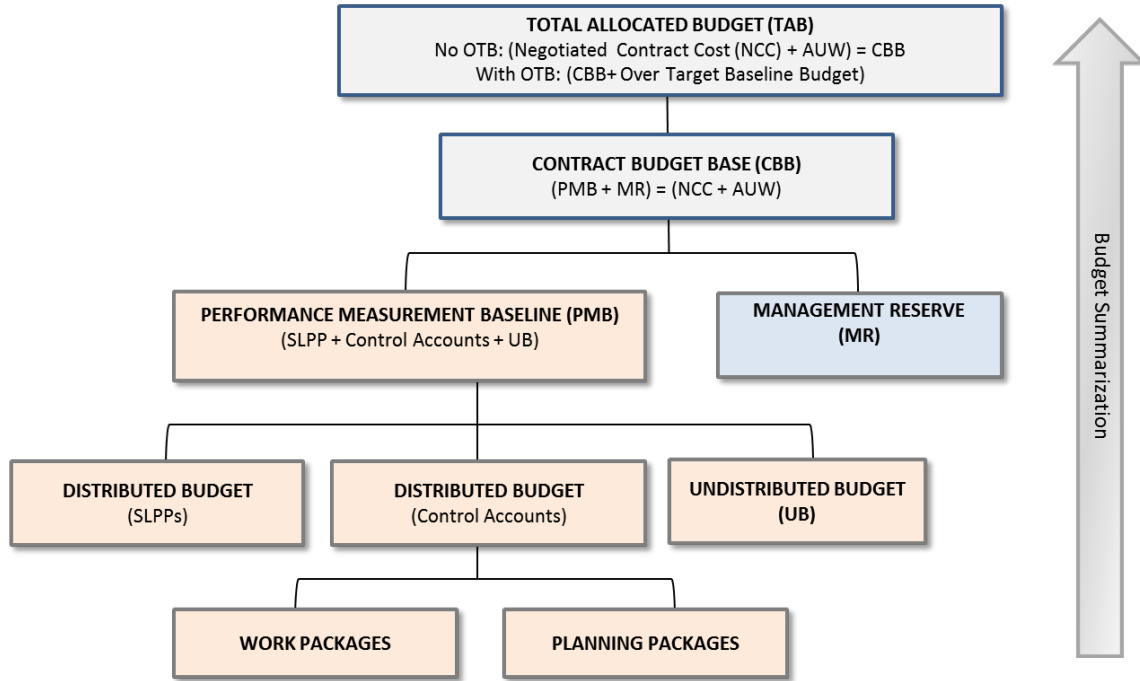 TOTAL ALLOCATED BUDGET (TAB)
No OTB: (Negotiated Contract Cost (NCC) + AUW) = CBB
With OTB: (CBB+ Over Target Baseline Budget)
CONTRACT BUDGET BASE (CBB)
(PMB + MR) = (NCC + AUW)
PERFORMANCE MEASUREMENT BASELINE (PMB)
(SLPP + Control Accounts + UB)
MANAGEMENT RESERVE
(MR)
DISTRIBUTED BUDGET
(SLPPs)
DISTRIBUTED BUDGET
(Control Accounts)
UNDISTRIBUTED BUDGET
(UB)
WORK PACKAGES
PLANNING PACKAGES
Budget Summarization